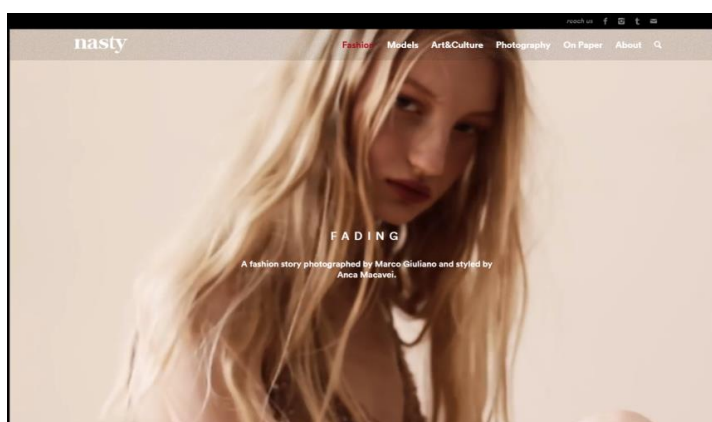 reach us
nasty
Fashion Models Art&Culture Photography On Paper About
FADING
A fashion story photographed by Marco Giuliano and styled by
Anca Macavei.